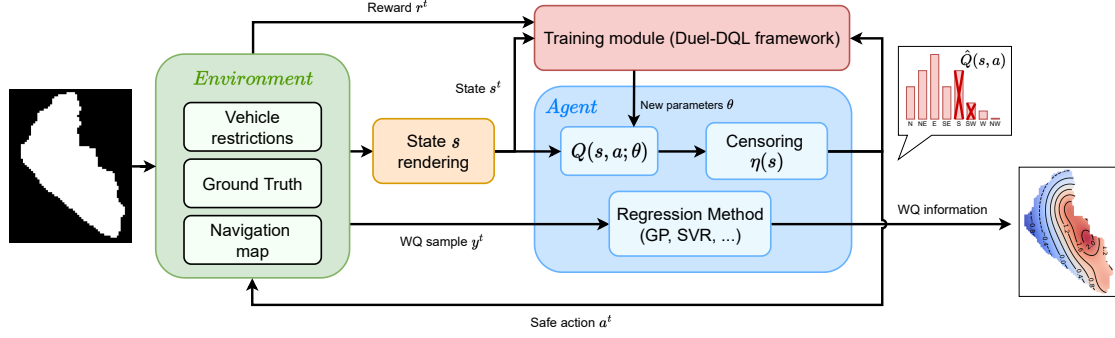 Reward r^t
Training module (Duel-DQL framework)
Environment
Vehicle
restrictions
Ground Truth
Navigation
map
State s^t
State s
rendering
New parameters θ
Agent
Q(s, a; θ)
Censoring
η(s)
Regression Method
(GP, SVR, ...)
WQ sample y^t
WQ information
Safe action a^t
Q̂(s, a)
N NE E SE S SW W NW